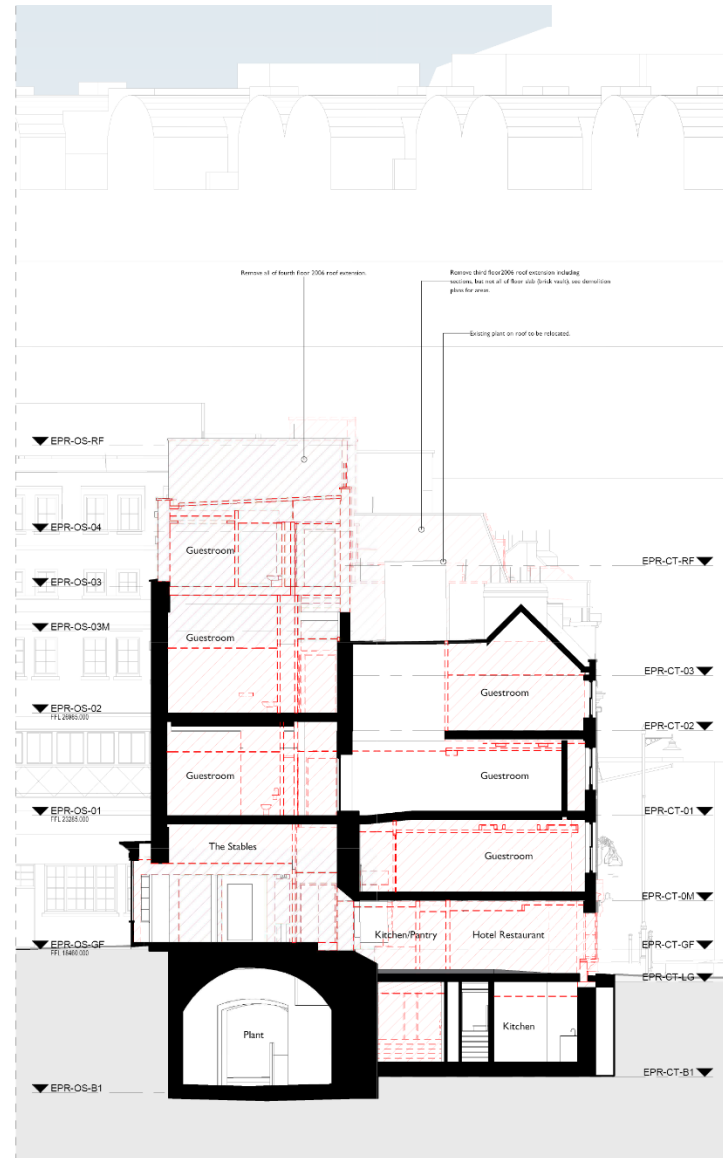 Remove all of fourth floor 2006 roof extension.
Remove third floor2006 roof extension including
sections, but not all of floor slab (brick vault), see demolition
plans for areas.
Existing plant on roof to be relocated.
EPR-OS-RF
EPR-OS-04
Guestroom
EPR-CT-RF
EPR-OS-03
EPR-OS-03M
Guestroom
EPR-CT-03
Guestroom
EPR-OS-02
FFL 26985.000
EPR-CT-02
Guestroom
Guestroom
EPR-OS-01
FFL 23285.000
EPR-CT-01
The Stables
Guestroom
EPR-CT-0M
Kitchen/Pantry
Hotel Restaurant
EPR-OS-GF
FFL 18460.000
EPR-CT-GF
EPR-CT-LG
Plant
Kitchen
EPR-CT-B1
EPR-OS-B1